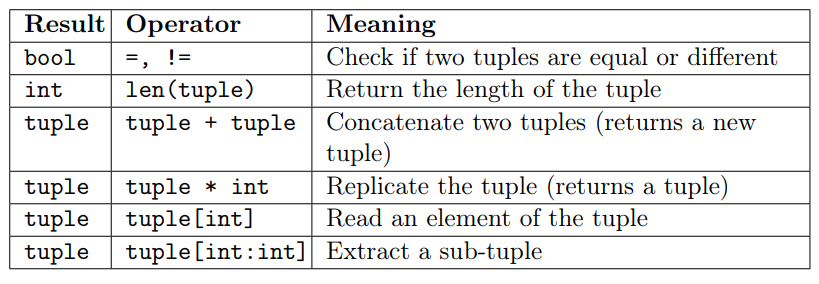 Result Operator Meaning
bool =, != Check if two tuples are equal or different
int len(tuple) Return the length of the tuple
tuple tuple + tuple Concatenate two tuples (returns a new
tuple)
tuple tuple * int Replicate the tuple (returns a tuple)
tuple tuple[int] Read an element of the tuple
tuple tuple[int:int] Extract a sub-tuple